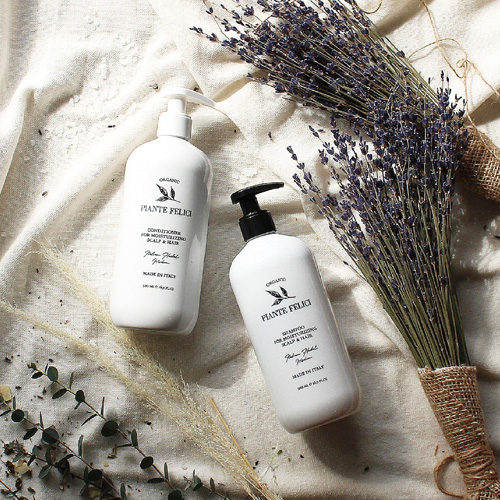 ORGANIC
PIANTE FELICI
CONDITIONER
FOR MOISTURIZING
SCALP & HAIR
MADE IN ITALY
ORGANIC
PIANTE FELICI
SHAMPOO
FOR MOISTURIZING
SCALP & HAIR
MADE IN ITALY